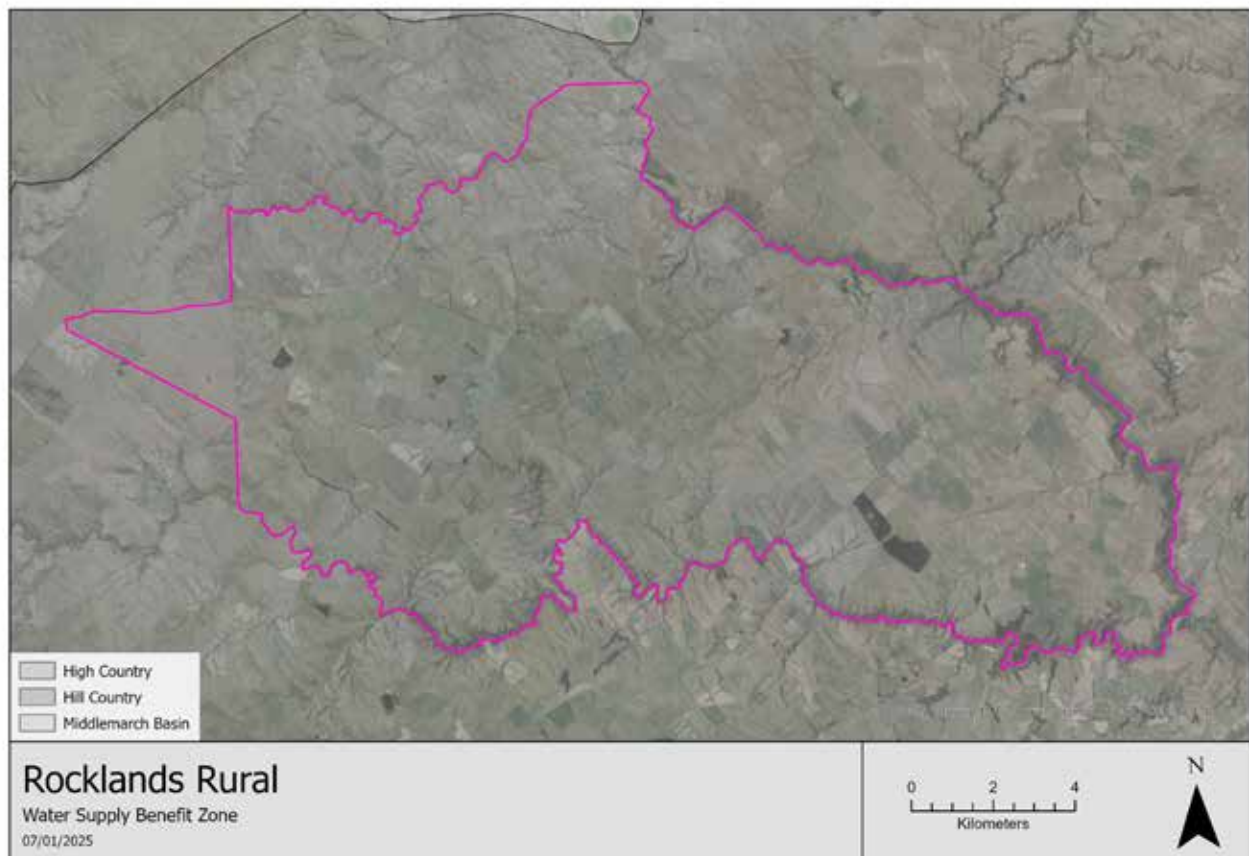 High Country
Hill Country
Middlemarch Basin
Rocklands Rural
Water Supply Benefit Zone
07/01/2025
0 2 4
Kilometers
N